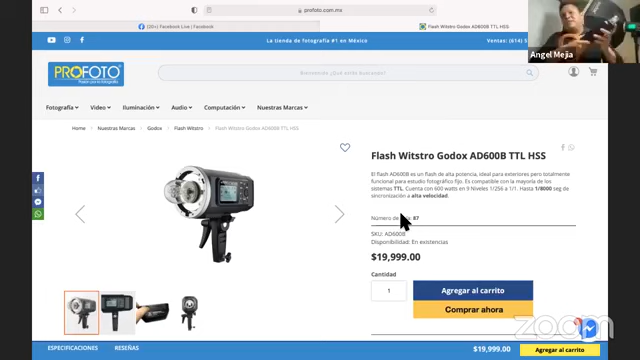 profoto.com.mx
(20+) Facebook Live | Facebook
Flash Witstro Godox AD600B TTL HSS
La tienda de fotografía #1 en México
Ventas: (614) 5
Angel Mejia
PROFOTO
Bienvenido ¿Qué estás buscando?
Fotografía
Video
Iluminación
Audio
Computación
Nuestras Marcas
Home
Nuestras Marcas
Godox
Flash Witstro
Flash Witstro Godox AD600B TTL HSS
Flash Witstro Godox AD600B TTL HSS
El flash AD600B es un flash de alta potencia, ideal para exteriores pero totalmente
funcional para estudio fotográfico fijo. Es compatible con la mayoría de los
sistemas TTL. Cuenta con 600 watts en 9 Niveles 1/256 a 1/1. Hasta 1/8000 seg de
sincronización a alta velocidad.
Número de 87
SKU: AD600B
Disponibilidad: En existencias
$19,999.00
Cantidad
1
Agregar al carrito
Comprar ahora
zoom
ESPECIFICACIONES
RESEÑAS
$19,999.00
Agregar al carrito